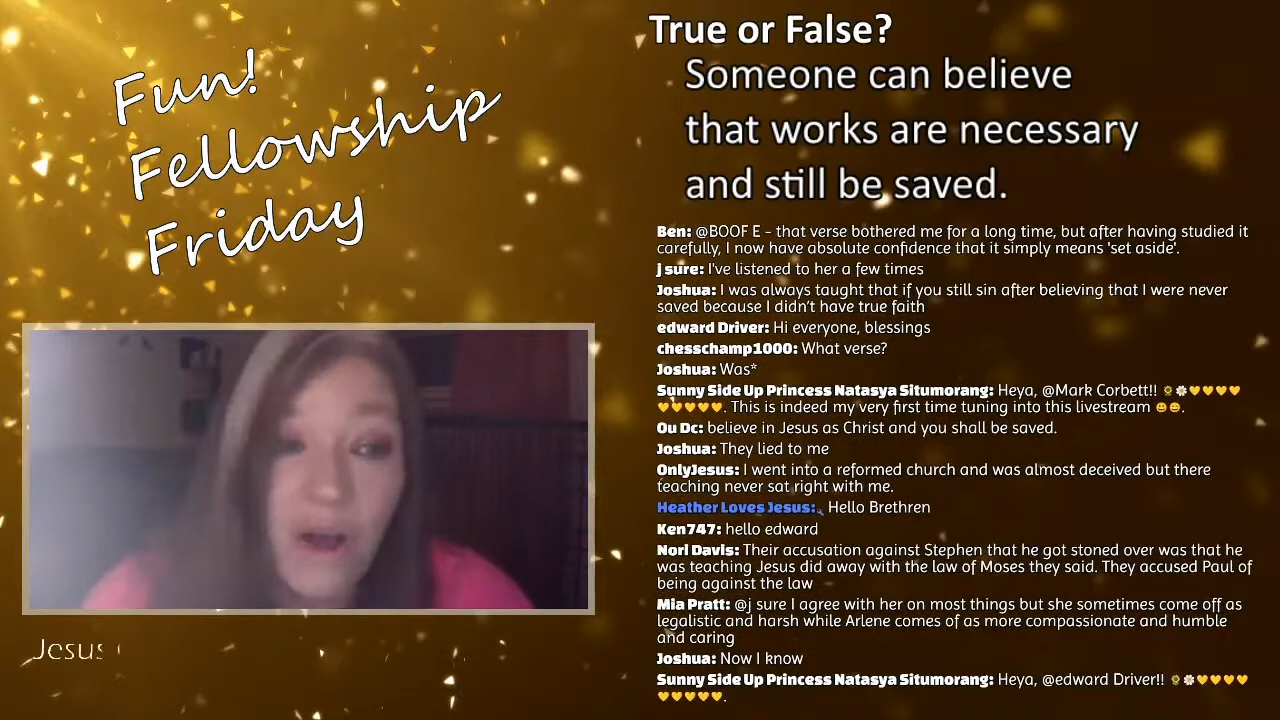 Fun!
Fellowship
Friday
True or False?
Someone can believe
that works are necessary
and still be saved.
Ben: @BOOF E - that verse bothered me for a long time, but after having studied it
carefully, I now have absolute confidence that it simply means 'set aside'.
j sure: I've listened to her a few times
Joshua: I was always taught that if you still sin after believing that I were never
saved because I didn't have true faith
edward Driver: Hi everyone, blessings
chesschamp1000: What verse?
Joshua: Was*
Sunny Side Up Princess Natasya Situmorang: Heya, @Mark Corbett!! 🌻🌼💛💛💛💛
💛💛💛💛💛. This is indeed my very first time tuning into this livestream 😄😄.
Ou Dc: believe in Jesus as Christ and you shall be saved.
Joshua: They lied to me
OnlyJesus: I went into a reformed church and was almost deceived but there
teaching never sat right with me.
Heather Loves Jesus: Hello Brethren
Ken747: hello edward
Nori Davis: Their accusation against Stephen that he got stoned over was that he
was teaching Jesus did away with the law of Moses they said. They accused Paul of
being against the law
Mia Pratt: @j sure I agree with her on most things but she sometimes come off as
legalistic and harsh while Arlene comes of as more compassionate and humble
and caring
Joshua: Now I know
Sunny Side Up Princess Natasya Situmorang: Heya, @edward Driver!! 🌻🌼💛💛💛💛
💛💛💛💛💛.
Jesus